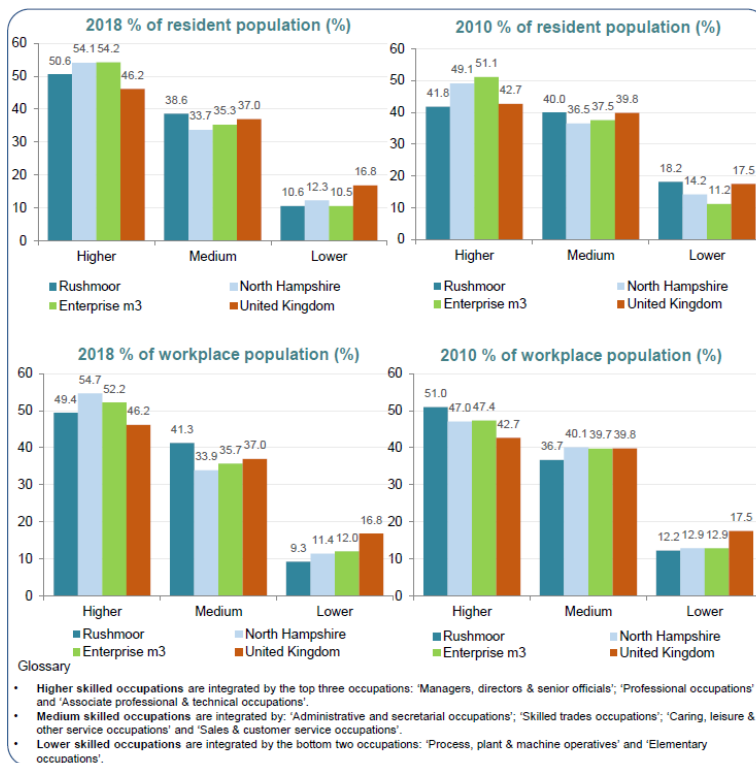 2018 % of resident population (%)
60
50
40
30
20
10
0
50.6 54.1 54.2 46.2
38.6 33.7 35.3 37.0
10.6 12.3 10.5 16.8
Higher Medium Lower
Rushmoor North Hampshire
Enterprise m3 United Kingdom
2010 % of resident population (%)
60
50
40
30
20
10
0
41.8 49.1 51.1 42.7
40.0 36.5 37.5 39.8
18.2 14.2 11.2 17.5
Higher Medium Lower
Rushmoor North Hampshire
Enterprise m3 United Kingdom
2018 % of workplace population (%)
60
50
40
30
20
10
0
49.4 54.7 52.2 46.2
41.3 33.9 35.7 37.0
9.3 11.4 12.0 16.8
Higher Medium Lower
Rushmoor North Hampshire
Enterprise m3 United Kingdom
2010 % of workplace population (%)
60
50
40
30
20
10
0
51.0 47.0 47.4 42.7
36.7 40.1 39.7 39.8
12.2 12.9 12.9 17.5
Higher Medium Lower
Rushmoor North Hampshire
Enterprise m3 United Kingdom
Glossary
• Higher skilled occupations are integrated by the top three occupations: ‘Managers, directors & senior officials’; ‘Professional occupations’
and ‘Associate professional & technical occupations’.
• Medium skilled occupations are integrated by: ‘Administrative and secretarial occupations’; ‘Skilled trades occupations’; ‘Caring, leisure &
other service occupations’ and ‘Sales & customer service occupations’.
• Lower skilled occupations are integrated by the bottom two occupations: ‘Process, plant & machine operatives’ and ‘Elementary
occupations’.